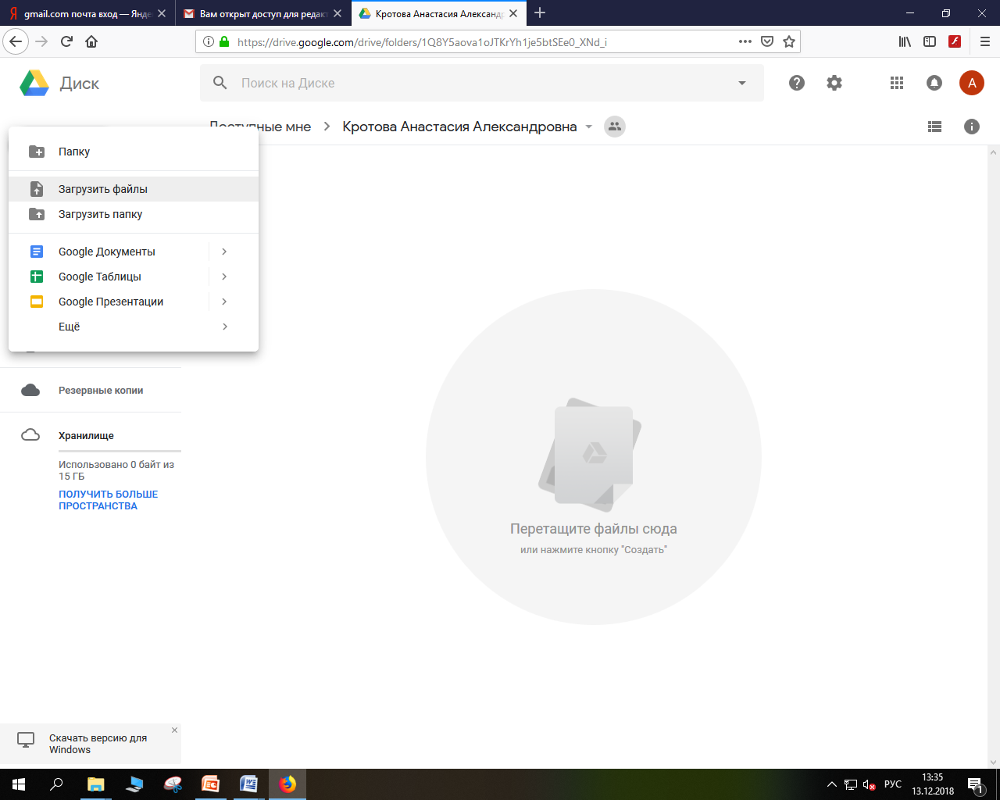 gmail.com почта вход — Янде
Вам открыт доступ для редакт
Кротова Анастасия Александр
https://drive.google.com/drive/folders/1Q8Y5aova1oJTKrYh1je5btSEe0_XNd_i
Диск
Поиск на Диске
A
Доступные мне
Кротова Анастасия Александровна
Папку
Загрузить файлы
Загрузить папку
Google Документы
Google Таблицы
Google Презентации
Ещё
Резервные копии
Хранилище
Использовано 0 байт из
15 ГБ
ПОЛУЧИТЬ БОЛЬШЕ
ПРОСТРАНСТВА
Перетащите файлы сюда
или нажмите кнопку "Создать"
Скачать версию для
Windows
РУС
13:35
13.12.2018
1